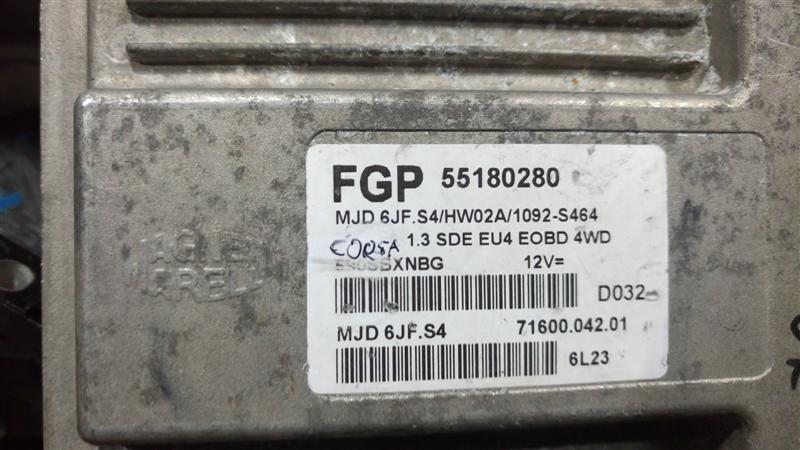 FGP 55180280
MJD 6JF.S4/HW02A/1092-S464
CORSA 1.3 SDE EU4 EOBD 4WD
12V=
D032
MJD 6JF.S4 71600.042.01
6L23